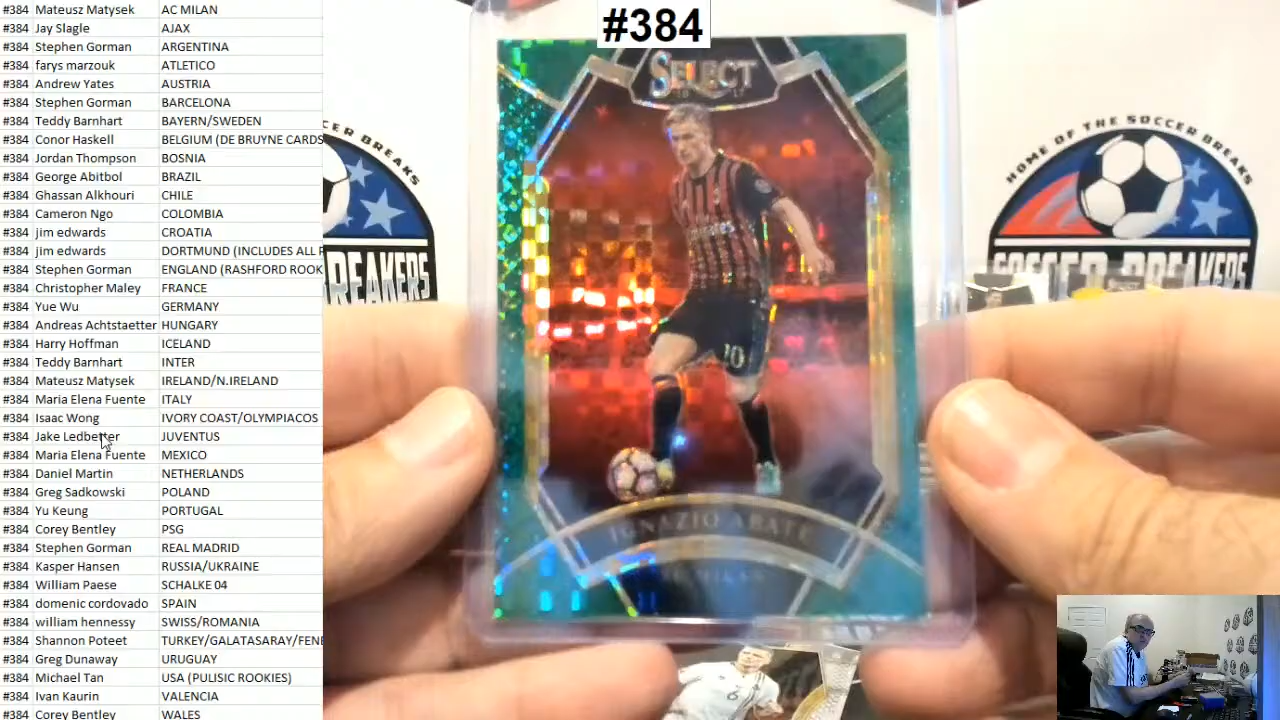 #384 Mateusz Matysek AC MILAN
#384 Jay Slagle AJAX
#384 Stephen Gorman ARGENTINA
#384 farys marzouk ATLETICO
#384 Andrew Yates AUSTRIA
#384 Stephen Gorman BARCELONA
#384 Teddy Barnhart BAYERN/SWEDEN
#384 Conor Haskell BELGIUM (DE BRUYNE CARDS
#384 Jordan Thompson BOSNIA
#384 George Abitbol BRAZIL
#384 Ghassan Alkhouri CHILE
#384 Cameron Ngo COLOMBIA
#384 jim edwards CROATIA
#384 jim edwards DORTMUND (INCLUDES ALL
#384 Stephen Gorman ENGLAND (RASHFORD ROOK
#384 Christopher Maley FRANCE
#384 Yue Wu GERMANY
#384 Andreas Achtstaetter HUNGARY
#384 Harry Hoffman ICELAND
#384 Teddy Barnhart INTER
#384 Mateusz Matysek IRELAND/N.IRELAND
#384 Maria Elena Fuente ITALY
#384 Isaac Wong IVORY COAST/OLYMPIACOS
#384 Jake Ledbetter JUVENTUS
#384 Maria Elena Fuente MEXICO
#384 Daniel Martin NETHERLANDS
#384 Greg Sadkowski POLAND
#384 Yu Keung PORTUGAL
#384 Corey Bentley PSG
#384 Stephen Gorman REAL MADRID
#384 Kasper Hansen RUSSIA/UKRAINE
#384 William Paese SCHALKE 04
#384 domenic cordovado SPAIN
#384 william hennessy SWISS/ROMANIA
#384 Shannon Poteet TURKEY/GALATASARAY/FENE
#384 Greg Dunaway URUGUAY
#384 Michael Tan USA (PULISIC ROOKIES)
#384 Ivan Kaurin VALENCIA
#384 Corey Bentley WALES
#384
SELECT
IGNAZIO ABATE
HOME OF THE SOCCER BREAKS
SOCCER BREAKERS
CER BREAKS
BREAKERS